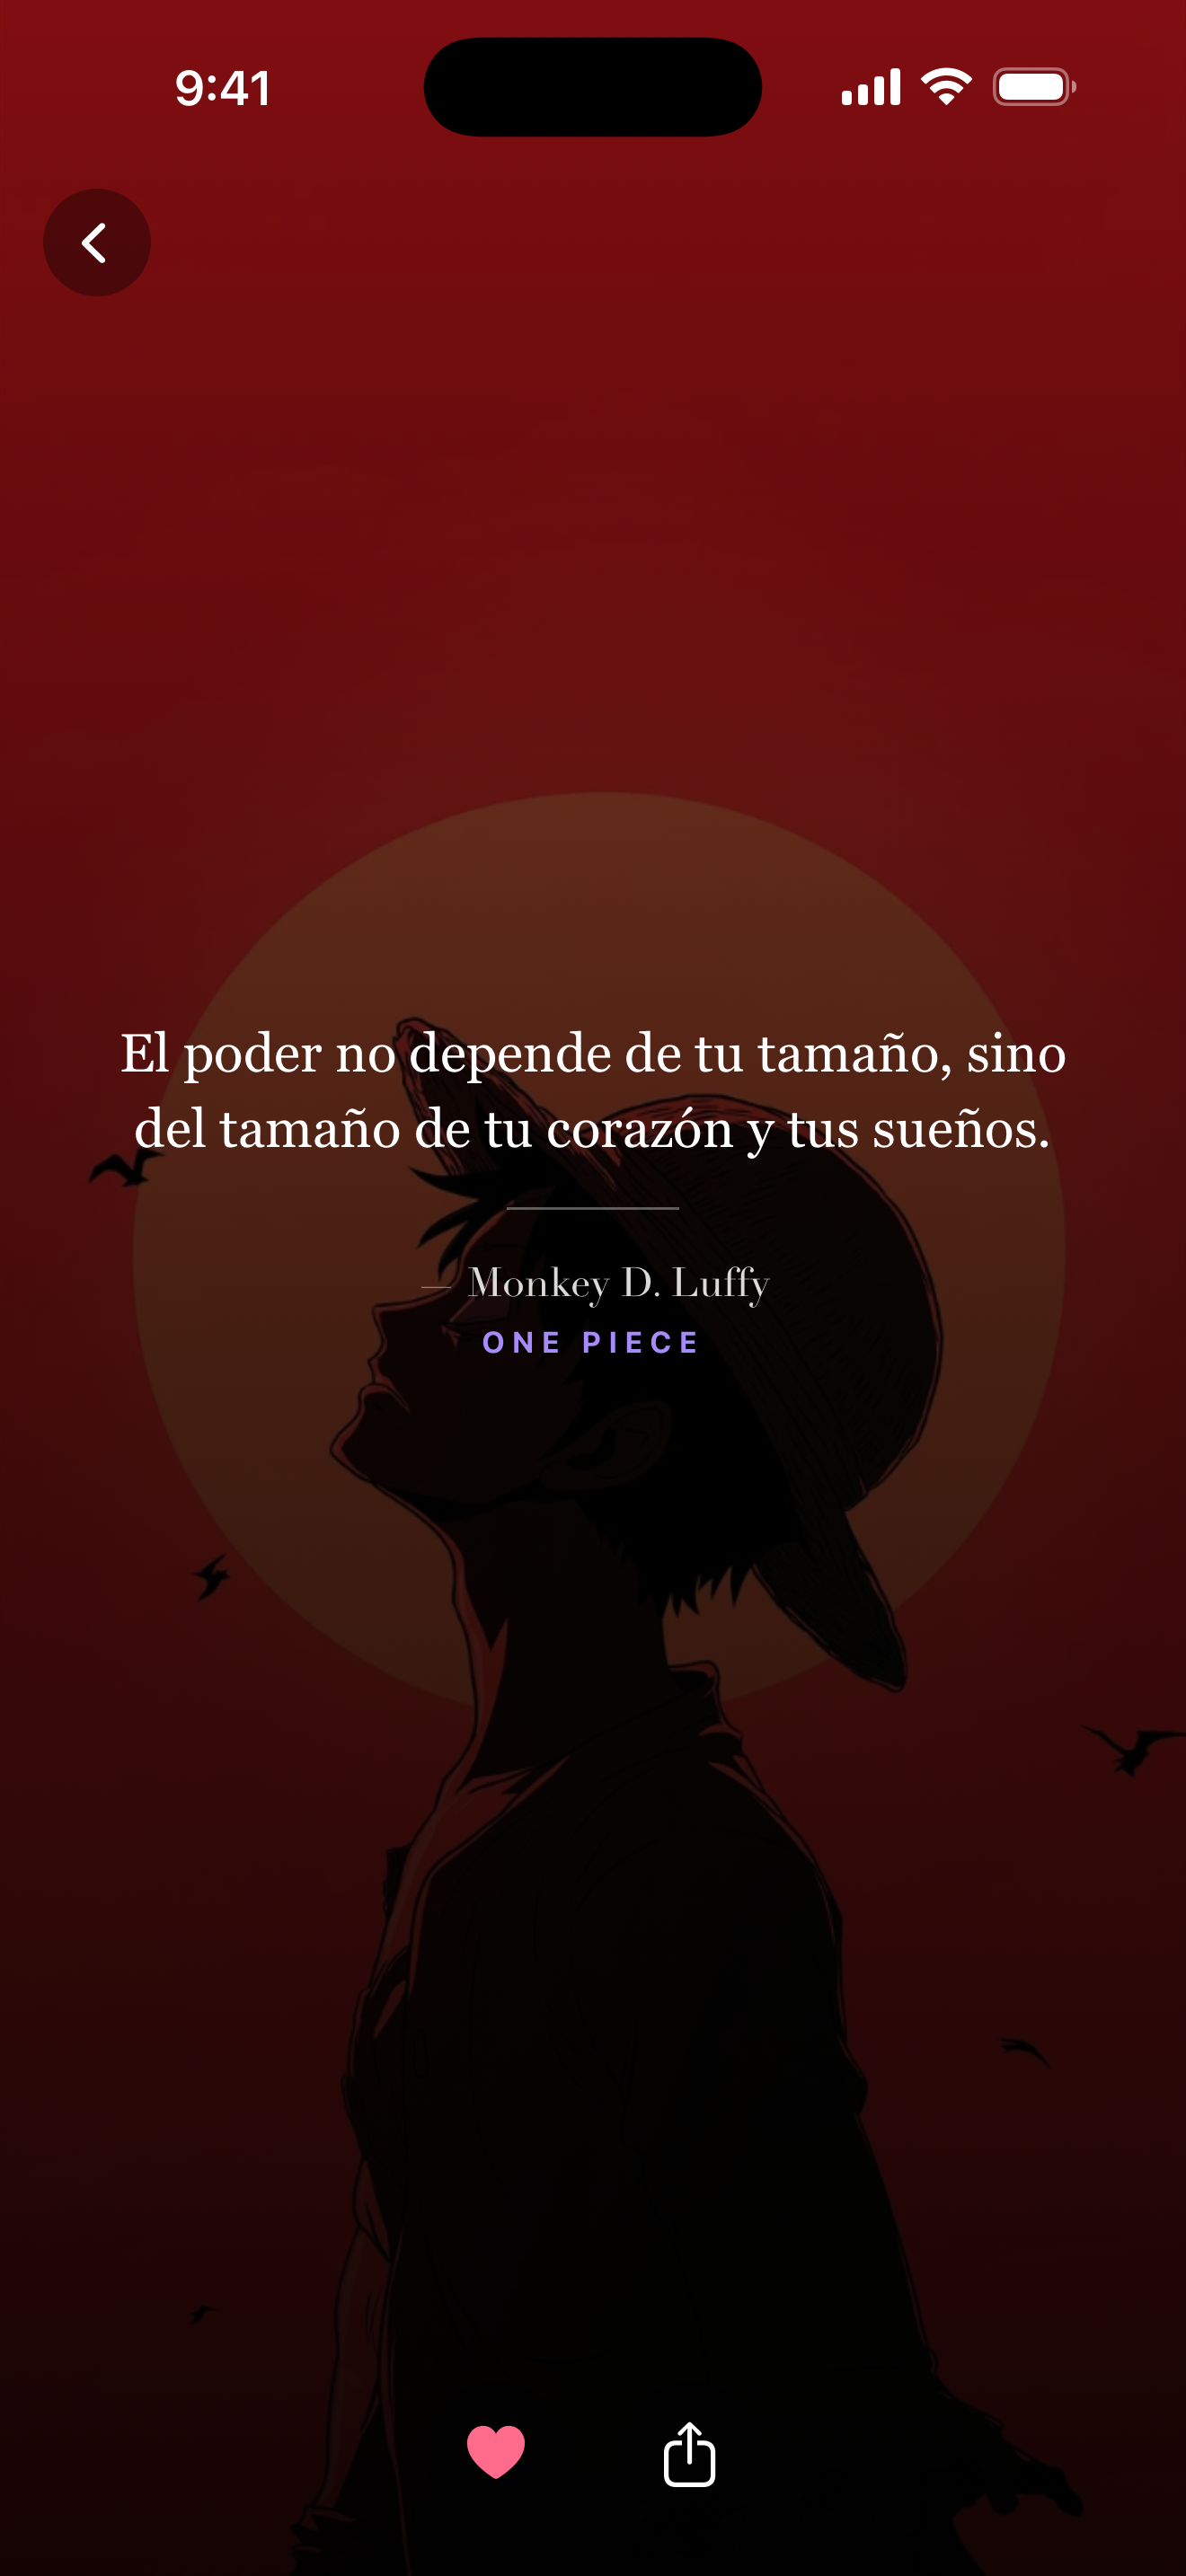 9:41
El poder no depende de tu tamaño, sino
del tamaño de tu corazón y tus sueños.
— Monkey D. Luffy
ONE PIECE